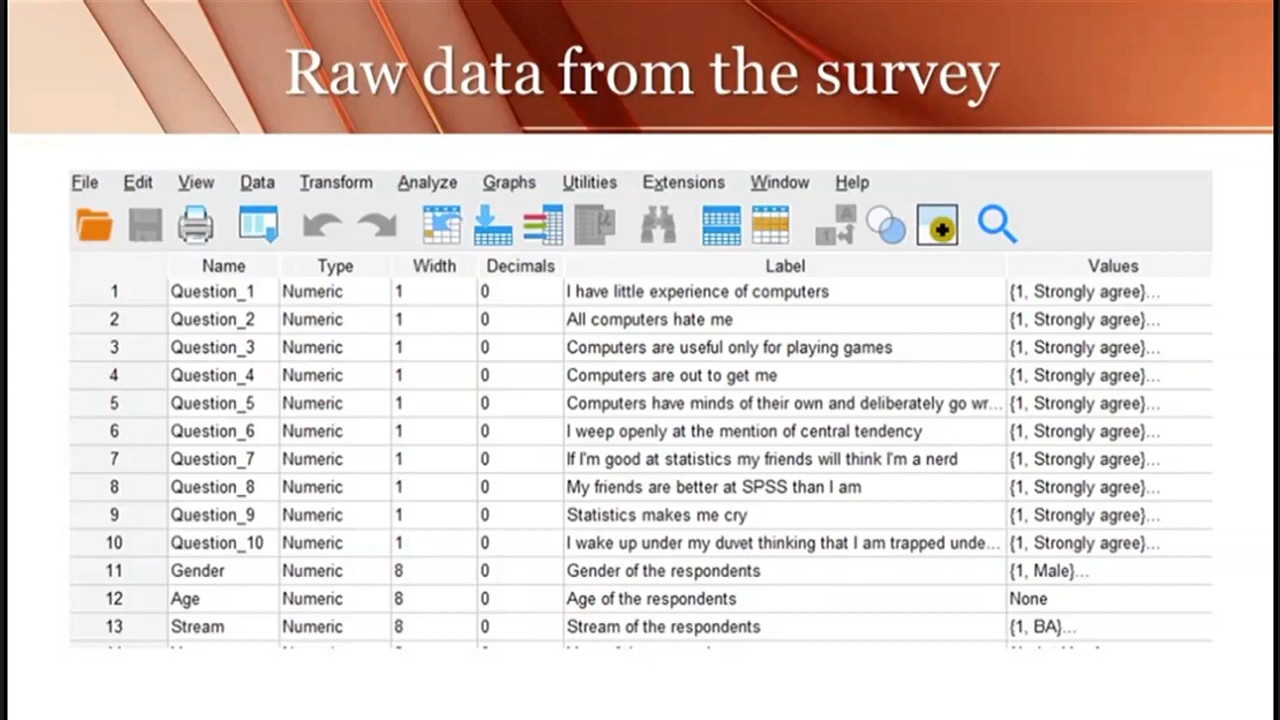 Raw data from the survey
File Edit View Data Transform Analyze Graphs Utilities Extensions Window Help
Name Type Width Decimals Label Values
1 Question_1 Numeric 1 0 I have little experience of computers {1, Strongly agree}...
2 Question_2 Numeric 1 0 All computers hate me {1, Strongly agree}...
3 Question_3 Numeric 1 0 Computers are useful only for playing games {1, Strongly agree}...
4 Question_4 Numeric 1 0 Computers are out to get me {1, Strongly agree}...
5 Question_5 Numeric 1 0 Computers have minds of their own and deliberately go wr... {1, Strongly agree}...
6 Question_6 Numeric 1 0 I weep openly at the mention of central tendency {1, Strongly agree}...
7 Question_7 Numeric 1 0 If I'm good at statistics my friends will think I'm a nerd {1, Strongly agree}...
8 Question_8 Numeric 1 0 My friends are better at SPSS than I am {1, Strongly agree}...
9 Question_9 Numeric 1 0 Statistics makes me cry {1, Strongly agree}...
10 Question_10 Numeric 1 0 I wake up under my duvet thinking that I am trapped unde... {1, Strongly agree}...
11 Gender Numeric 8 0 Gender of the respondents {1, Male}...
12 Age Numeric 8 0 Age of the respondents None
13 Stream Numeric 8 0 Stream of the respondents {1, BA}...